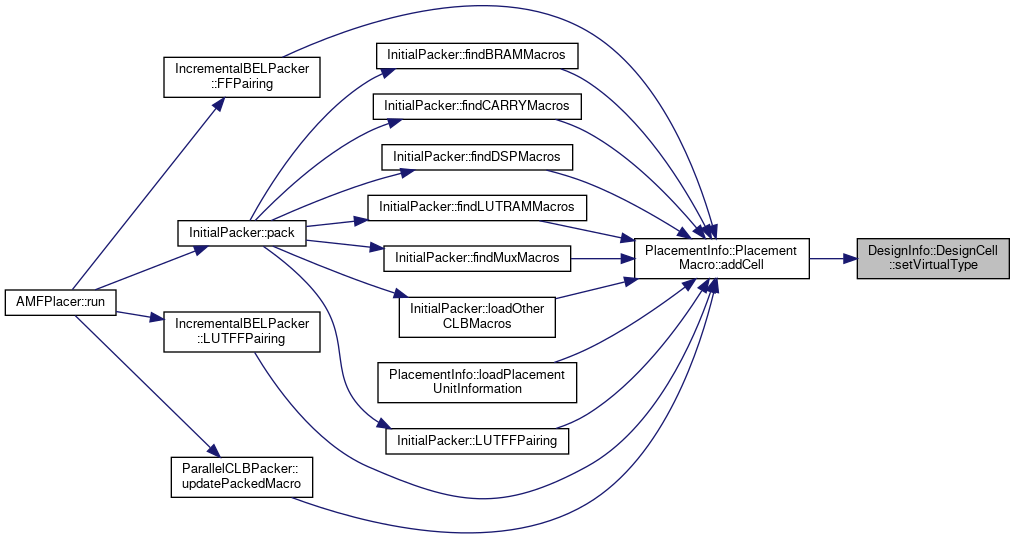 IncrementalBELPacker
::FFPairing
InitialPacker::findBRAMMacros
InitialPacker::findCARRYMacros
InitialPacker::findDSPMacros
InitialPacker::findLUTRAMMacros
InitialPacker::pack
InitialPacker::findMuxMacros
PlacementInfo::Placement
Macro::addCell
DesignInfo::DesignCell
::setVirtualType
AMFPlacer::run
InitialPacker::loadOther
CLBMacros
IncrementalBELPacker
::LUTFFPairing
PlacementInfo::loadPlacement
UnitInformation
InitialPacker::LUTFFPairing
ParallelCLBPacker::
updatePackedMacro